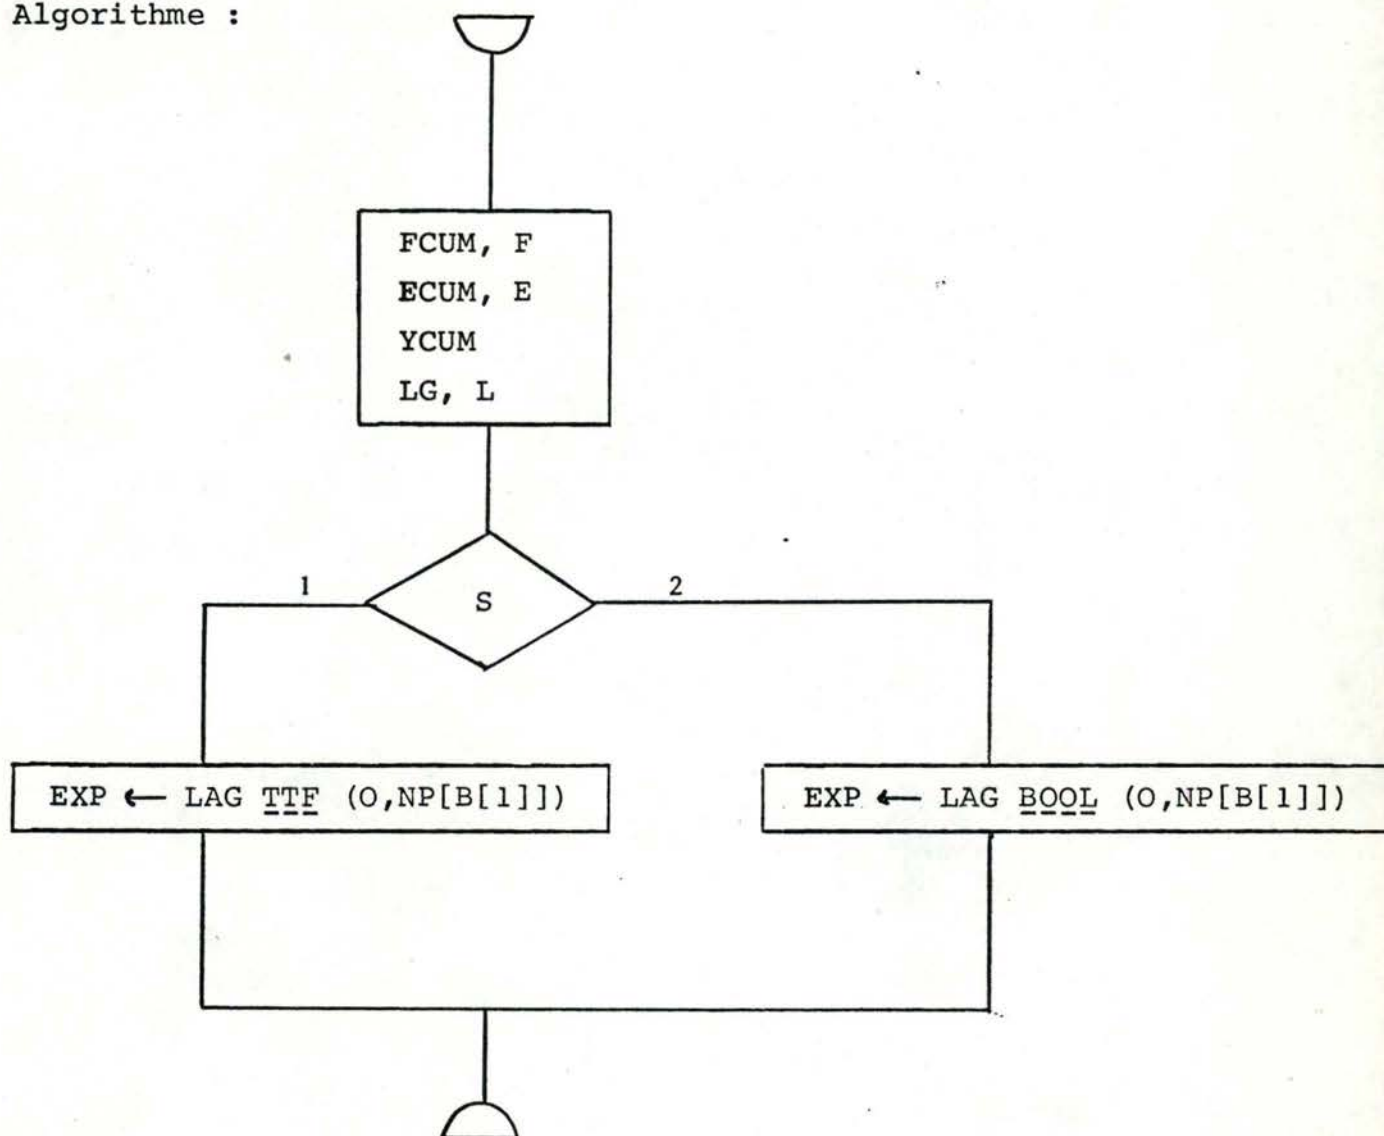 Algorithme :
FCUM, F
ECUM, E
YCUM
LG, L
1
S
2
EXP ← LAG TTF (O,NP[B[1]])
EXP ← LAG BOOL (O,NP[B[1]])